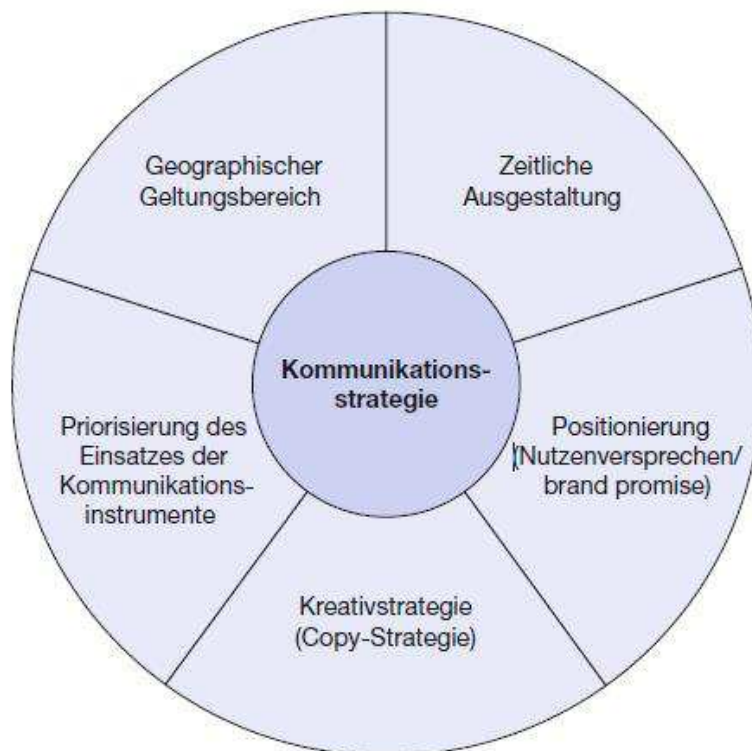 Geographischer
Geltungsbereich
Zeitliche
Ausgestaltung
Kommunikations-
strategie
Priorisierung des
Einsatzes der
Kommunikations-
instrumente
Positionierung
(Nutzenversprechen/
brand promise)
Kreativstrategie
(Copy-Strategie)